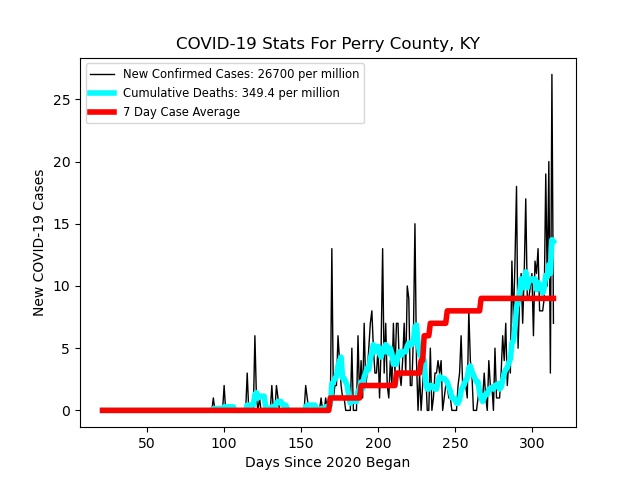 COVID-19 Stats For Perry County, KY
New Confirmed Cases: 26700 per million
Cumulative Deaths: 349.4 per million
7 Day Case Average
New COVID-19 Cases
25
20
15
10
5
0
50 100 150 200 250 300
Days Since 2020 Began